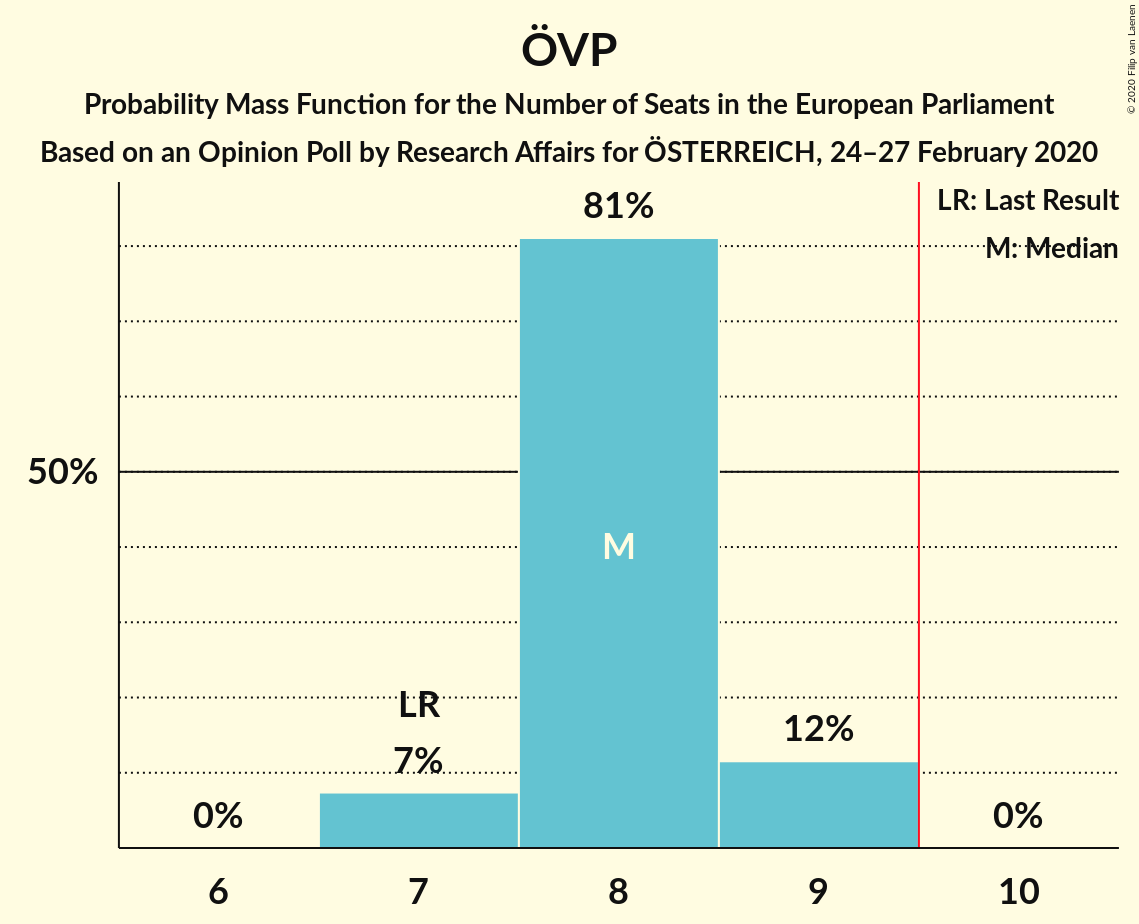 ÖVP
Probability Mass Function for the Number of Seats in the European Parliament
Based on an Opinion Poll by Research Affairs for ÖSTERREICH, 24–27 February 2020
© 2020 Filip van Laenen
LR: Last Result
M: Median
81%
50%
M
LR
12%
7%
0%
0%
6 7 8 9 10